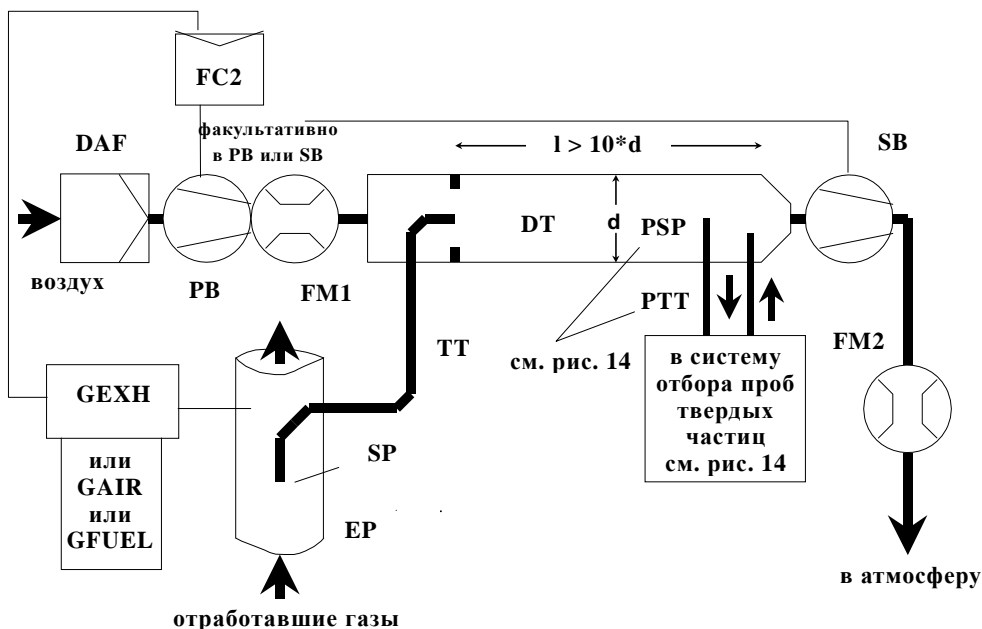 FC2
факультативно
в PB или SB
DAF
l > 10*d
SB
DT
d
PSP
воздух
PB
FM1
PTT
TT
см. рис. 14
FM2
GEXH
в систему
отбора проб
твердых
частиц
см. рис. 14
или
GAIR
или
GFUEL
SP
EP
в атмосферу
отработавшие газы